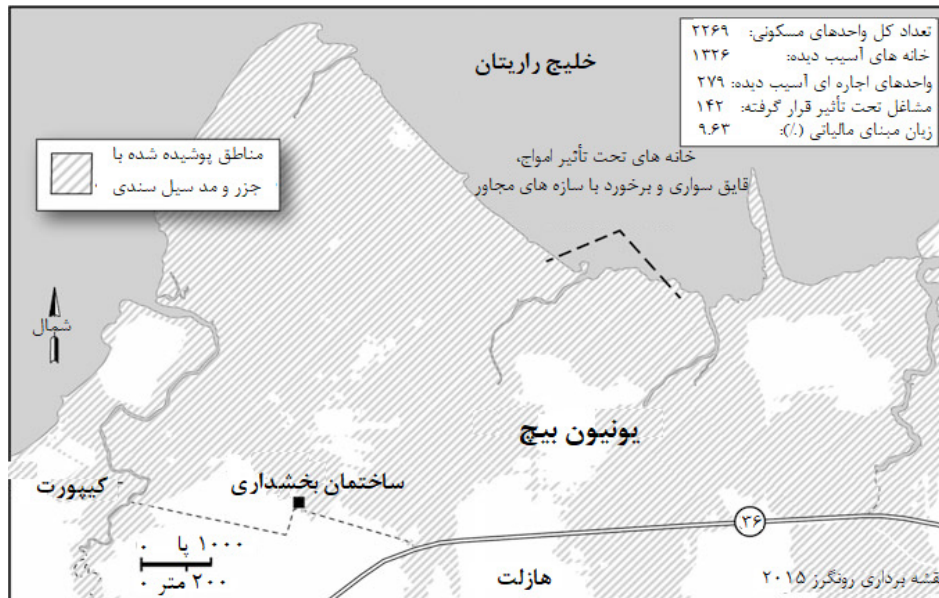 تعداد کل واحدهای مسکونی: ۲۲۶۹
خانه های آسیب دیده: ۱۳۲۶
واحدهای اجاره ای آسیب دیده: ۲۷۹
مشاغل تحت تأثیر قرار گرفته: ۱۴۲
زیان مبنای مالیاتی (٪): ۹.۶۳
خلیج راریتان
مناطق پوشیده شده با
جزر و مد سیل سندی
خانه های تحت تأثیر امواج،
قایق سواری و برخورد با سازه های مجاور
شمال
یونیون بیچ
ساختمان بخشداری
کیپورت -
۳۶
۱۰۰۰ پا ۰
۲۰۰ متر ۰
هازلت
نقشه برداری رونگرز ۲۰۱۵